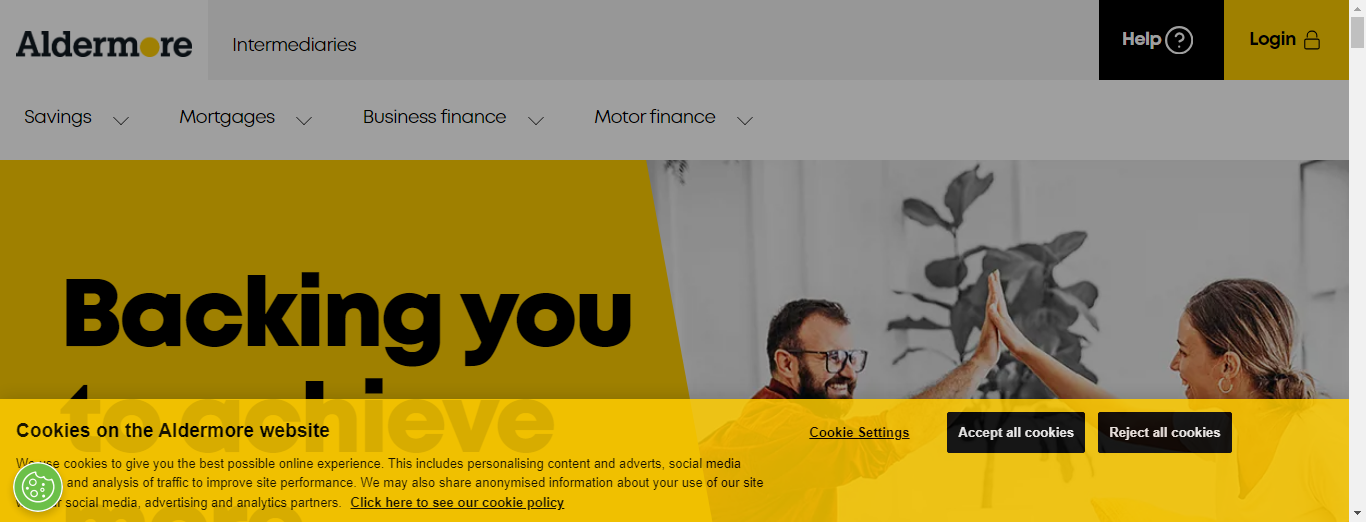 Aldermore
Intermediaries
Help
Login
Savings
Mortgages
Business finance
Motor finance
Backing you
to achieve
more
Cookies on the Aldermore website
We use cookies to give you the best possible online experience. This includes personalising content and adverts, social media
and analysis of traffic to improve site performance. We may also share anonymised information about your use of our site
social media, advertising and analytics partners. Click here to see our cookie policy
Cookie Settings
Accept all cookies
Reject all cookies